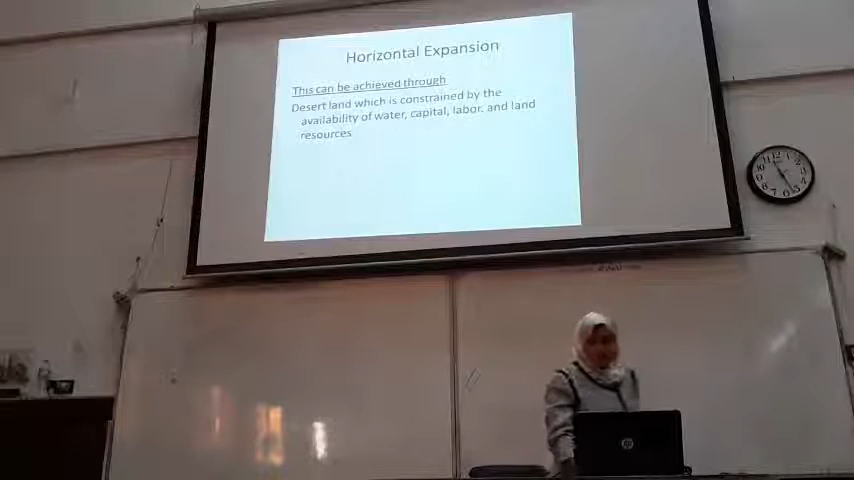 Horizontal Expansion
This can be achieved through
Desert land which is constrained by the
availability of water, capital, labor. and land
resources
hp